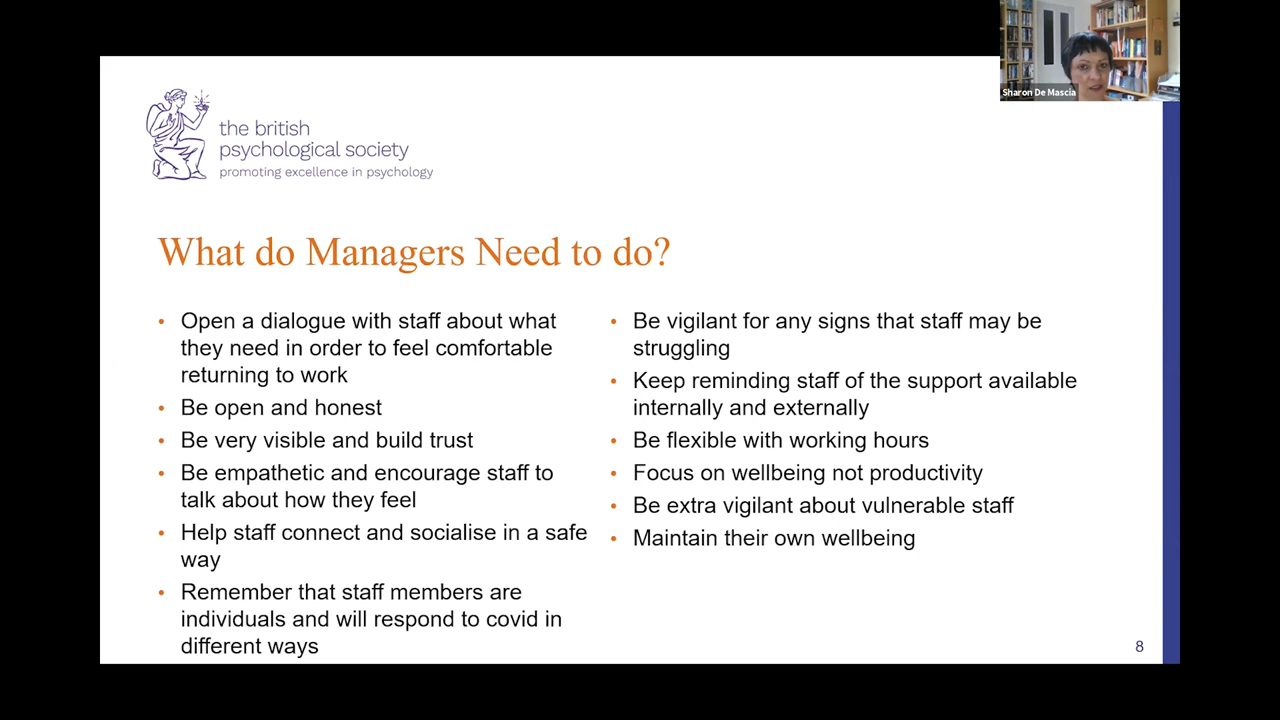 Sharon De Mascia
the british
psychological society
promoting excellence in psychology
What do Managers Need to do?
• Open a dialogue with staff about what
they need in order to feel comfortable
returning to work
• Be open and honest
• Be very visible and build trust
• Be empathetic and encourage staff to
talk about how they feel
• Help staff connect and socialise in a safe
way
• Remember that staff members are
individuals and will respond to covid in
different ways
• Be vigilant for any signs that staff may be
struggling
• Keep reminding staff of the support available
internally and externally
• Be flexible with working hours
• Focus on wellbeing not productivity
• Be extra vigilant about vulnerable staff
• Maintain their own wellbeing
8